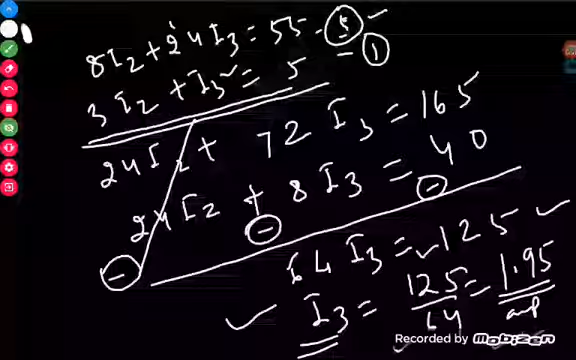 8I2 + 24I3 = 55 - 5 ✓
3I2 + I3 = 5 - 1
24I2 + 72I3 = 165
24I2 + 8I3 = 40
- - -
64I3 = 125 ✓
✓ I3 = 125/64 = 1.95 amp
Recorded by mobizen